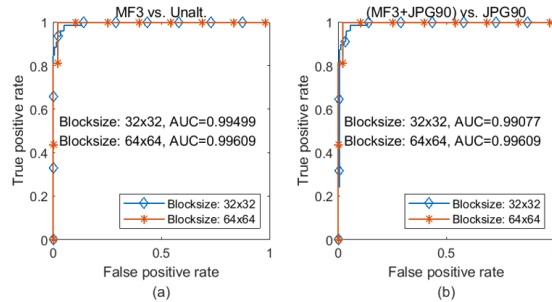 MF3 vs. Unalt.
1
0.8
0.6
0.4
0.2
0
True positive rate
Blocksize: 32x32, AUC=0.99499
Blocksize: 64x64, AUC=0.99609
Blocksize: 32x32
Blocksize: 64x64
0
0.5
1
False positive rate
(a)
(MF3+JPG90) vs. JPG90
1
0.8
0.6
0.4
0.2
0
True positive rate
Blocksize: 32x32, AUC=0.99077
Blocksize: 64x64, AUC=0.99609
Blocksize: 32x32
Blocksize: 64x64
0
0.5
False positive rate
(b)